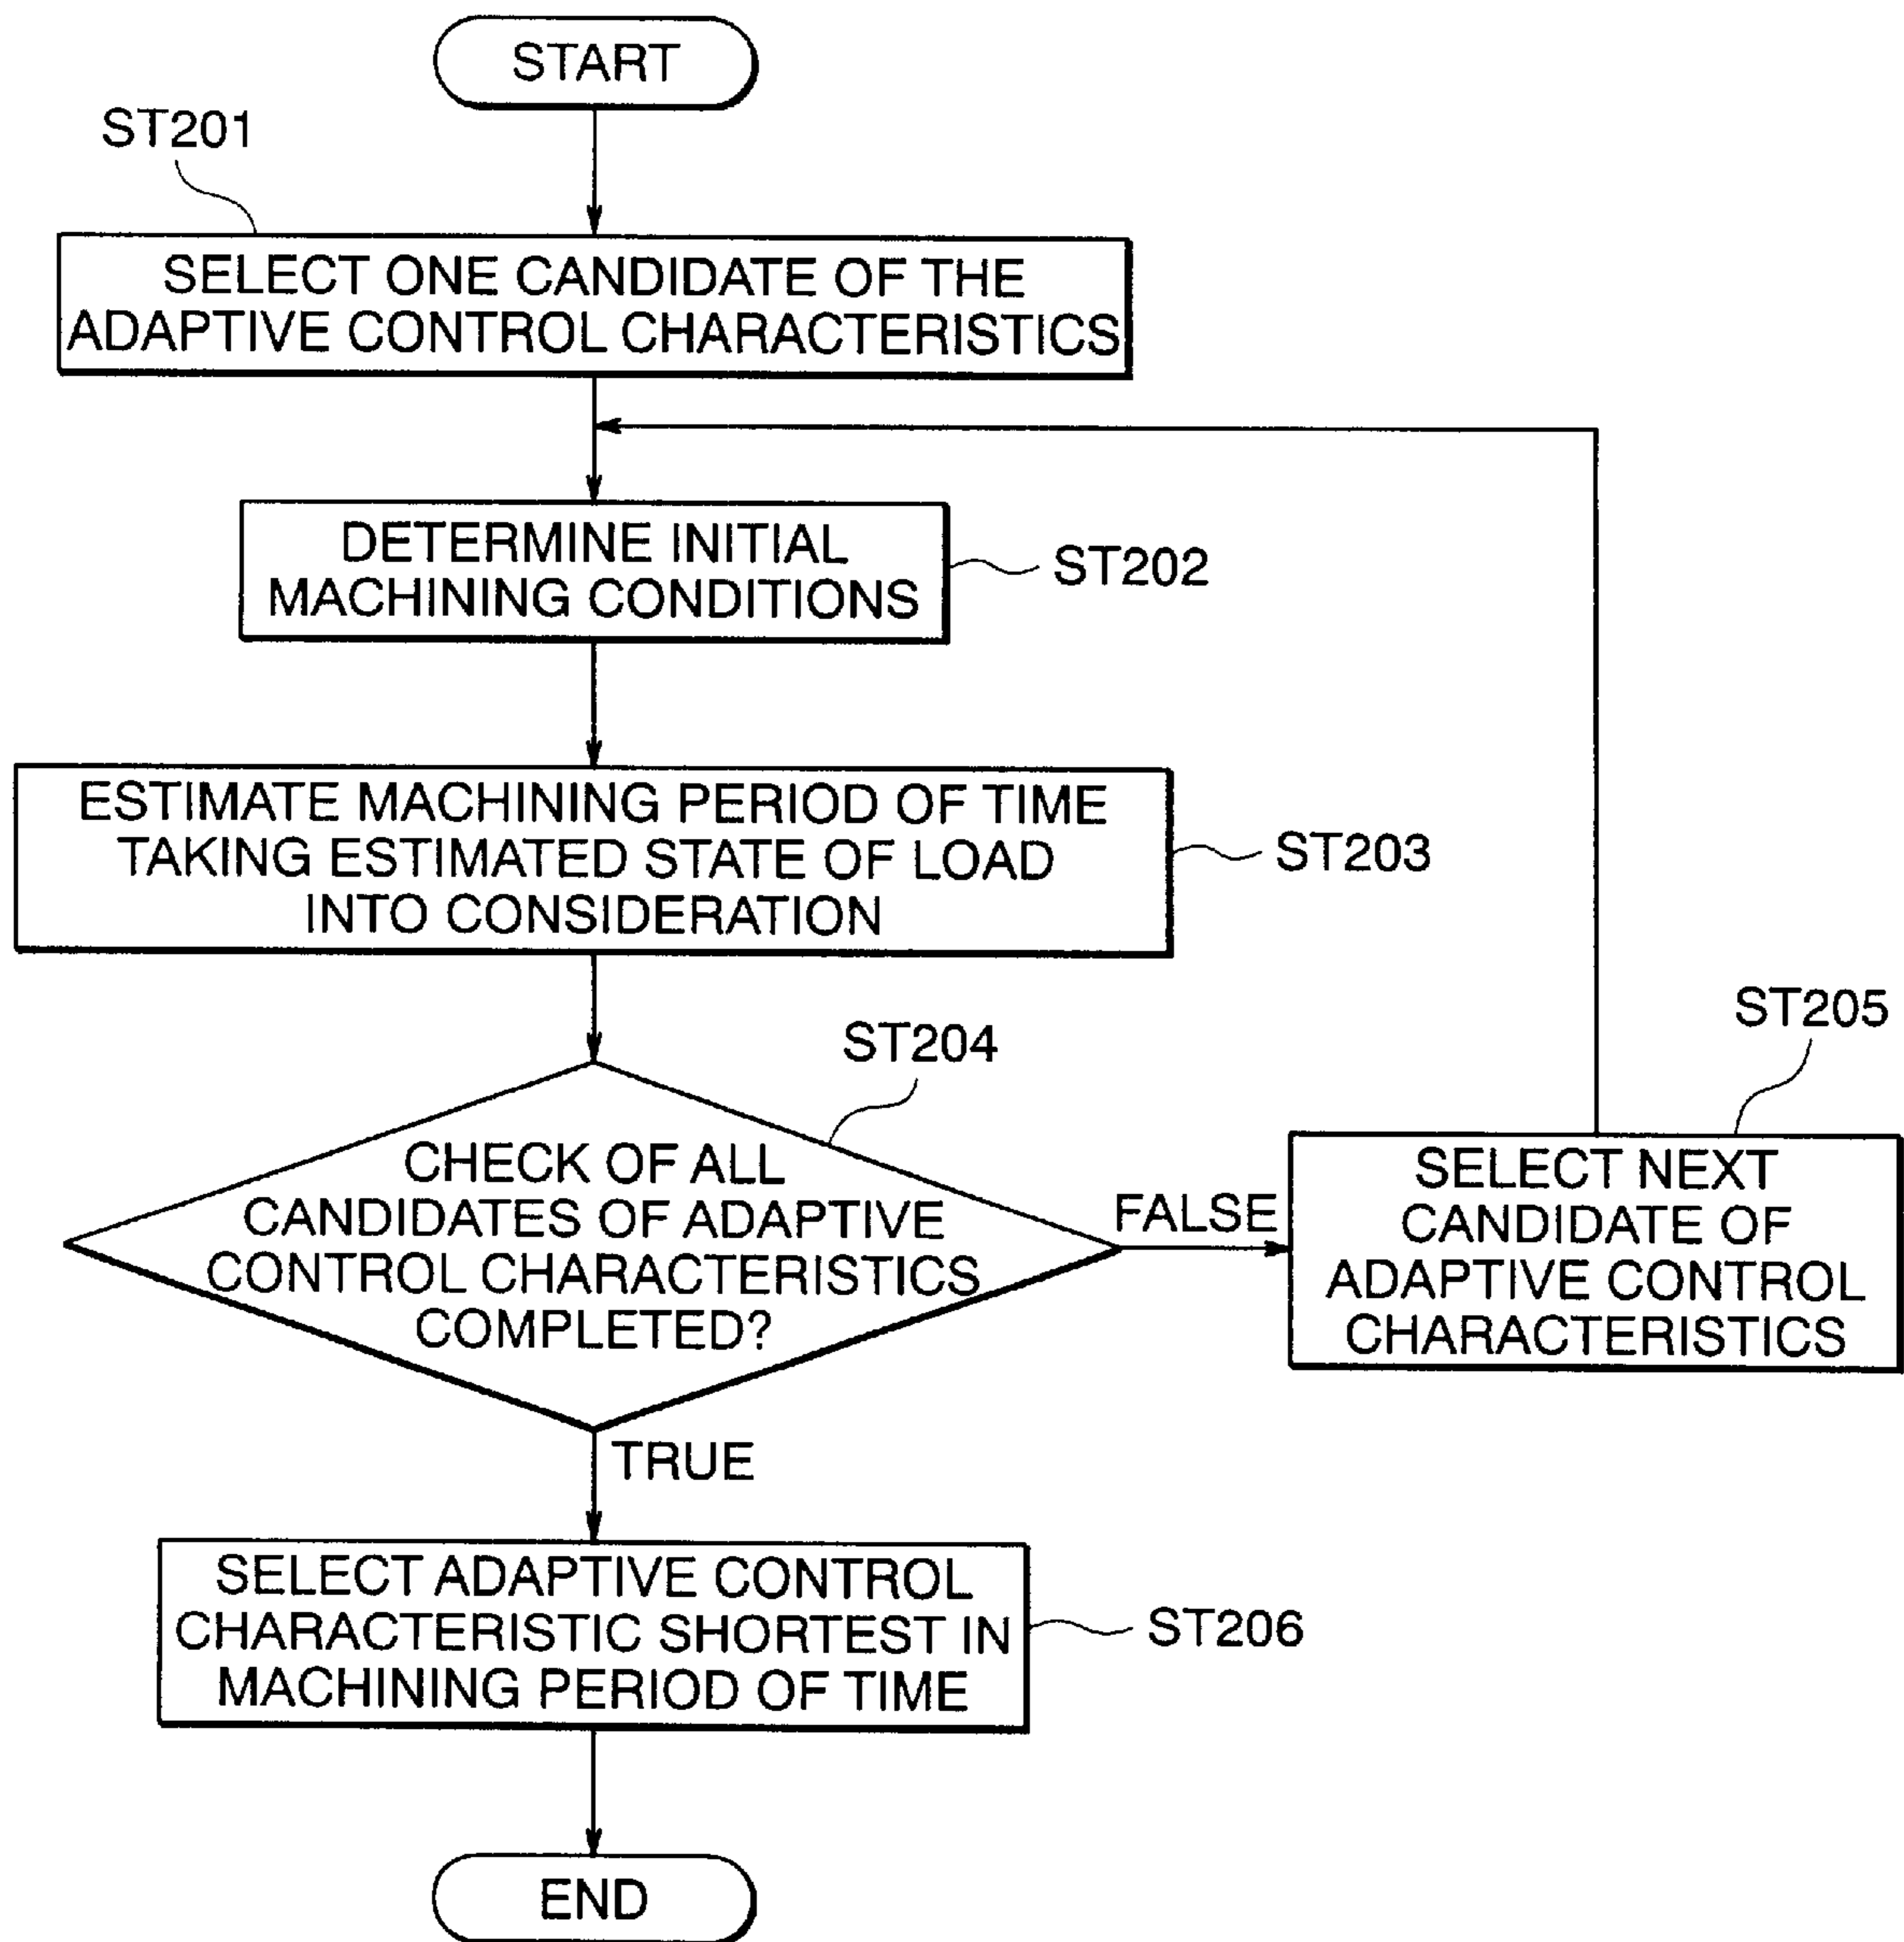 START
ST201
SELECT ONE CANDIDATE OF THE
ADAPTIVE CONTROL CHARACTERISTICS
DETERMINE INITIAL
MACHINING CONDITIONS
ST202
ESTIMATE MACHINING PERIOD OF TIME
TAKING ESTIMATED STATE OF LOAD
INTO CONSIDERATION
ST203
ST204
CHECK OF ALL
CANDIDATES OF ADAPTIVE
CONTROL CHARACTERISTICS
COMPLETED?
FALSE
ST205
SELECT NEXT
CANDIDATE OF
ADAPTIVE CONTROL
CHARACTERISTICS
TRUE
SELECT ADAPTIVE CONTROL
CHARACTERISTIC SHORTEST IN
MACHINING PERIOD OF TIME
ST206
END